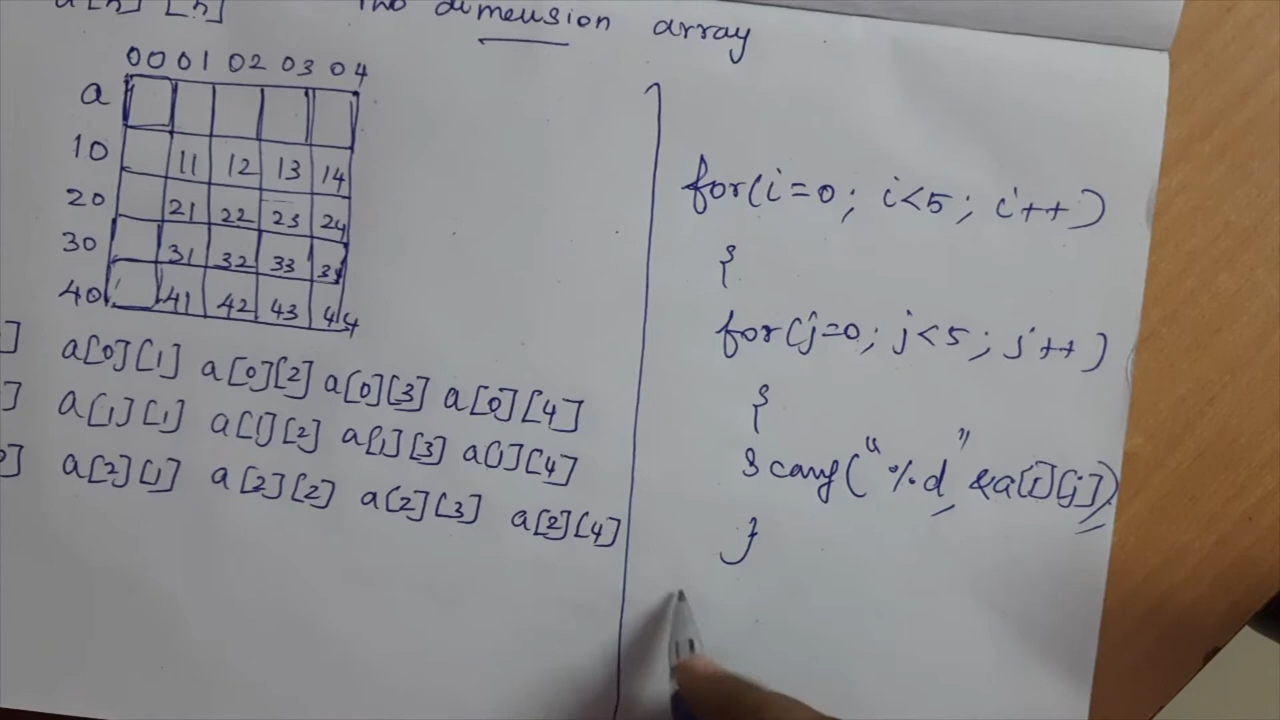 a[5] [5] Two dimension array
00 01 02 03 04
a
10 11 12 13 14
20 21 22 23 24
30 31 32 33 34
40 41 42 43 44
] a[0][1] a[0][2] a[0][3] a[0][4]
] a[1][1] a[1][2] a[1][3] a[1][4]
] a[2][1] a[2][2] a[2][3] a[2][4]
for(i=0; i<5; i++)
{
for(j=0; j<5; j++)
{
scanf("%d", &a[i][j]);
}